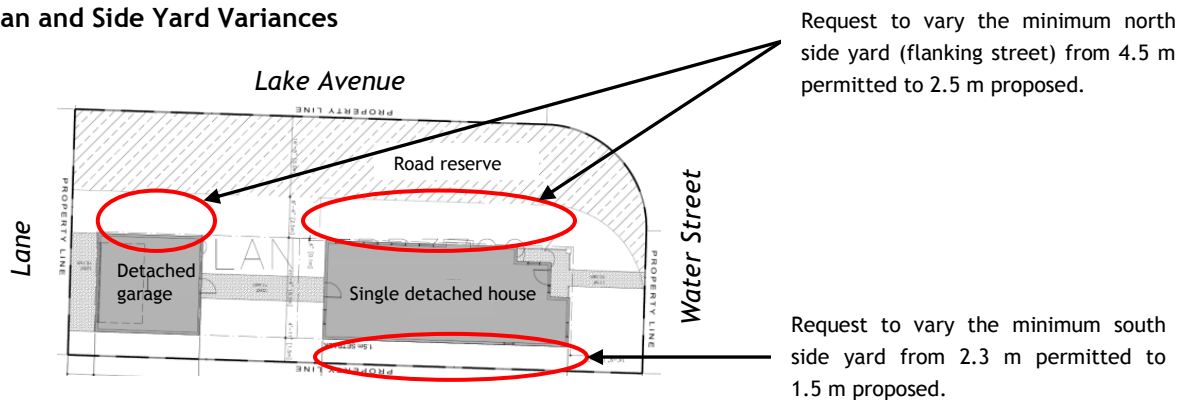 an and Side Yard Variances
Request to vary the minimum north
side yard (flanking street) from 4.5 m
permitted to 2.5 m proposed.
Lake Avenue
PROPERTY LINE
Road reserve
PROPERTY LINE
Lane
PLAN
Detached
garage
Single detached house
PROPERTY LINE
Water Street
PROPERTY LINE
Request to vary the minimum south
side yard from 2.3 m permitted to
1.5 m proposed.